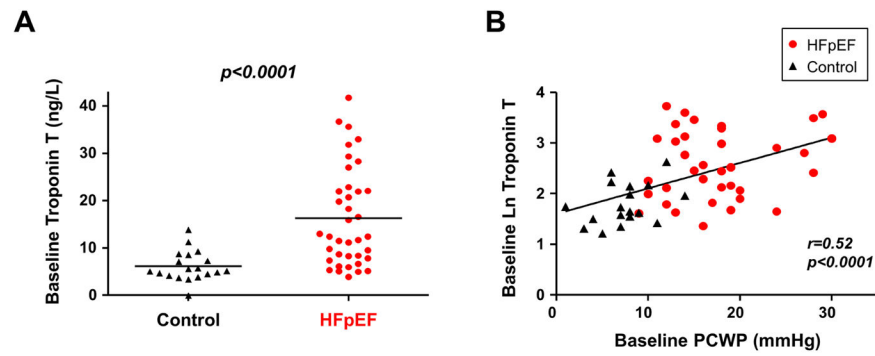 A
p<0.0001
Baseline Troponin T (ng/L)
40
30
20
10
0
Control
HFpEF
B
HFpEF
Control
Baseline Ln Troponin T
4
3
2
1
0
r=0.52
p<0.0001
0
10
20
30
Baseline PCWP (mmHg)